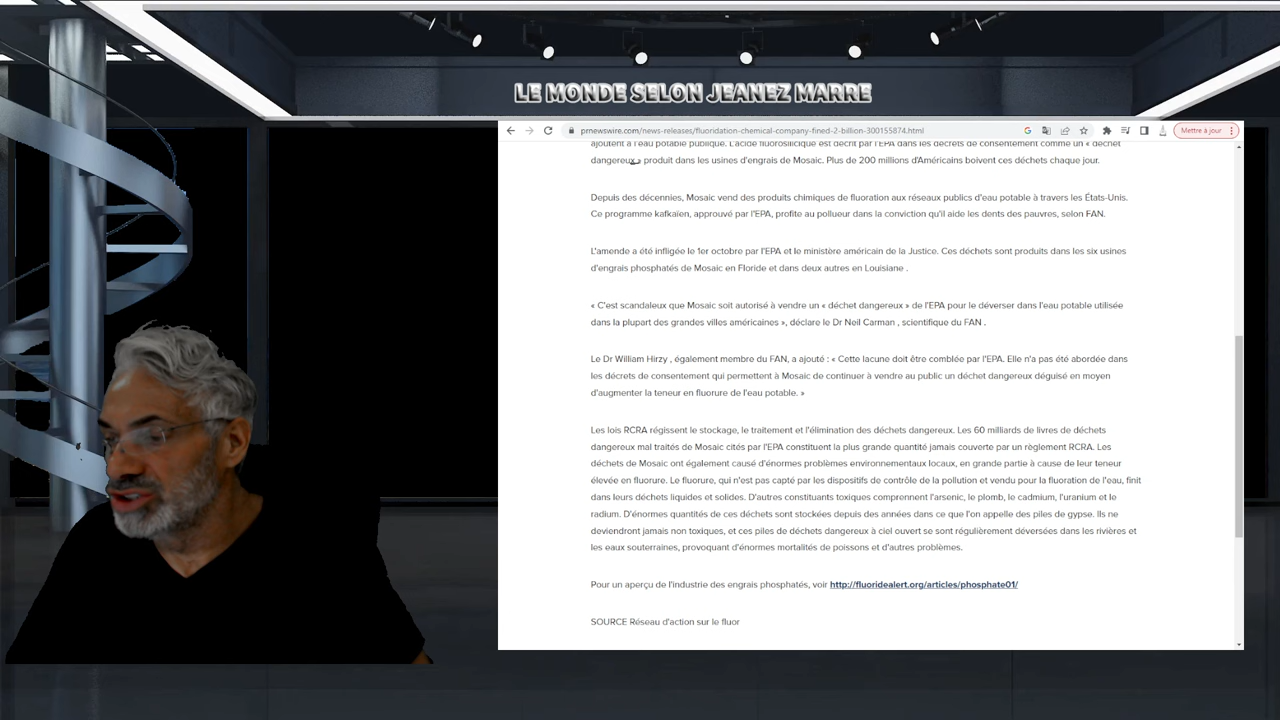 LE MONDE SELON JEANEZ MARRE
prnewswire.com/news-releases/fluoridation-chemical-company-fined-2-billion-300155874.html
Mettre à jour
ajoutent à l'eau potable publique. L'acide fluorosilicique est décrit par l'EPA dans les décrets de consentement comme un « déchet
dangereux » produit dans les usines d'engrais de Mosaic. Plus de 200 millions d'Américains boivent ces déchets chaque jour.
Depuis des décennies, Mosaic vend des produits chimiques de fluoration aux réseaux publics d'eau potable à travers les États-Unis.
Ce programme kafkaïen, approuvé par l'EPA, profite au pollueur dans la conviction qu'il aide les dents des pauvres, selon FAN.
L'amende a été infligée le 1er octobre par l'EPA et le ministère américain de la Justice. Ces déchets sont produits dans les six usines
d'engrais phosphatés de Mosaic en Floride et dans deux autres en Louisiane .
« C'est scandaleux que Mosaic soit autorisé à vendre un « déchet dangereux » de l'EPA pour le déverser dans l'eau potable utilisée
dans la plupart des grandes villes américaines », déclare le Dr Neil Carman , scientifique du FAN .
Le Dr William Hirzy , également membre du FAN, a ajouté : « Cette lacune doit être comblée par l'EPA. Elle n'a pas été abordée dans
les décrets de consentement qui permettent à Mosaic de continuer à vendre au public un déchet dangereux déguisé en moyen
d'augmenter la teneur en fluorure de l'eau potable. »
Les lois RCRA régissent le stockage, le traitement et l'élimination des déchets dangereux. Les 60 milliards de livres de déchets
dangereux mal traités de Mosaic cités par l'EPA constituent la plus grande quantité jamais couverte par un règlement RCRA. Les
déchets de Mosaic ont également causé d'énormes problèmes environnementaux locaux, en grande partie à cause de leur teneur
élevée en fluorure. Le fluorure, qui n'est pas capté par les dispositifs de contrôle de la pollution et vendu pour la fluoration de l'eau, finit
dans leurs déchets liquides et solides. D'autres constituants toxiques comprennent l'arsenic, le plomb, le cadmium, l'uranium et le
radium. D'énormes quantités de ces déchets sont stockées depuis des années dans ce que l'on appelle des piles de gypse. Ils ne
deviendront jamais non toxiques, et ces piles de déchets dangereux à ciel ouvert se sont régulièrement déversées dans les rivières et
les eaux souterraines, provoquant d'énormes mortalités de poissons et d'autres problèmes.
Pour un aperçu de l'industrie des engrais phosphatés, voir http://fluoridealert.org/articles/phosphate01/
SOURCE Réseau d'action sur le fluor